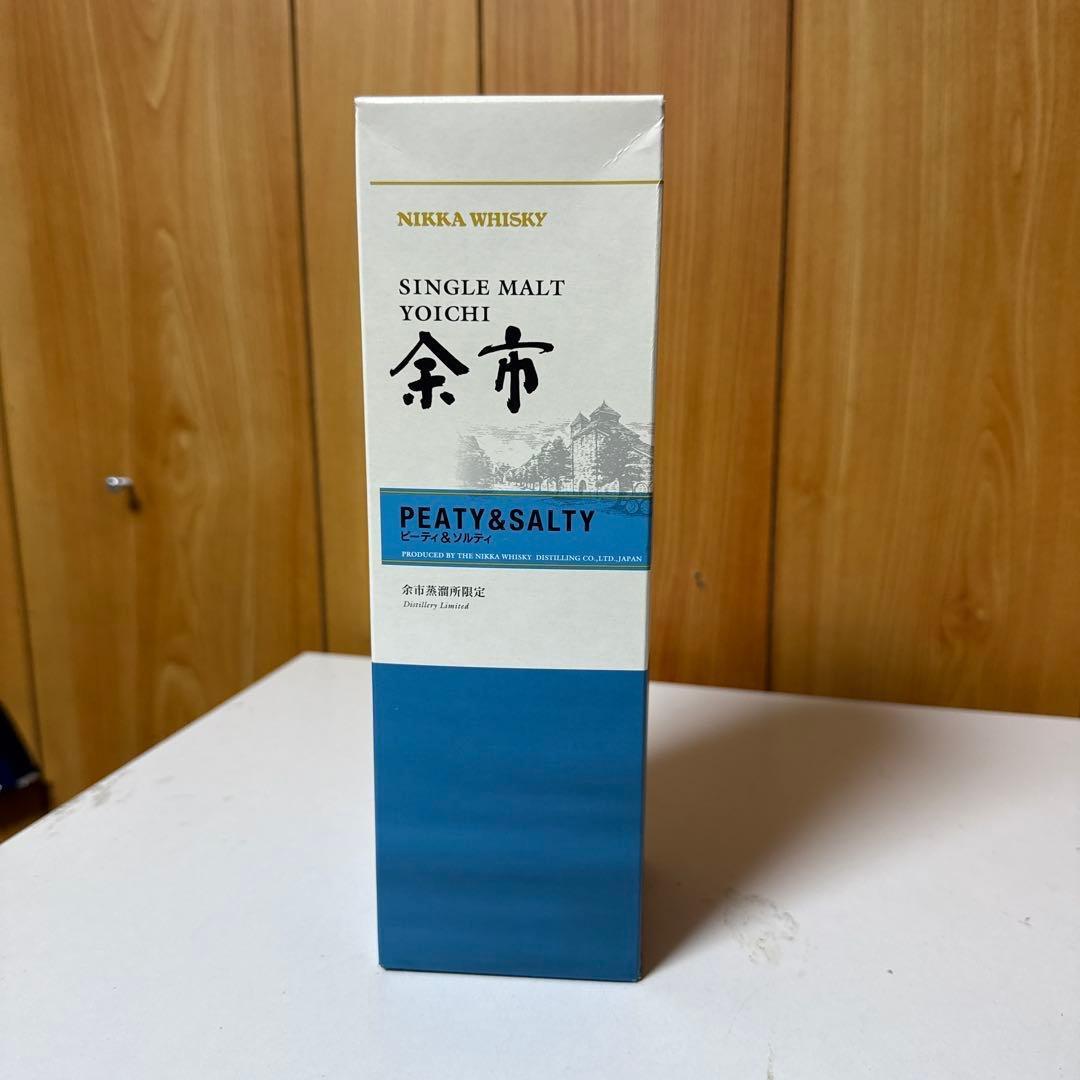 NIKKA WHISKY
SINGLE MALT
YOICHI
余市
PEATY&SALTY
ピーティ&ソルティ
PRODUCED BY THE NIKKA WHISKY DISTILLING CO.,LTD.,JAPAN
余市蒸溜所限定
Distillery Limited